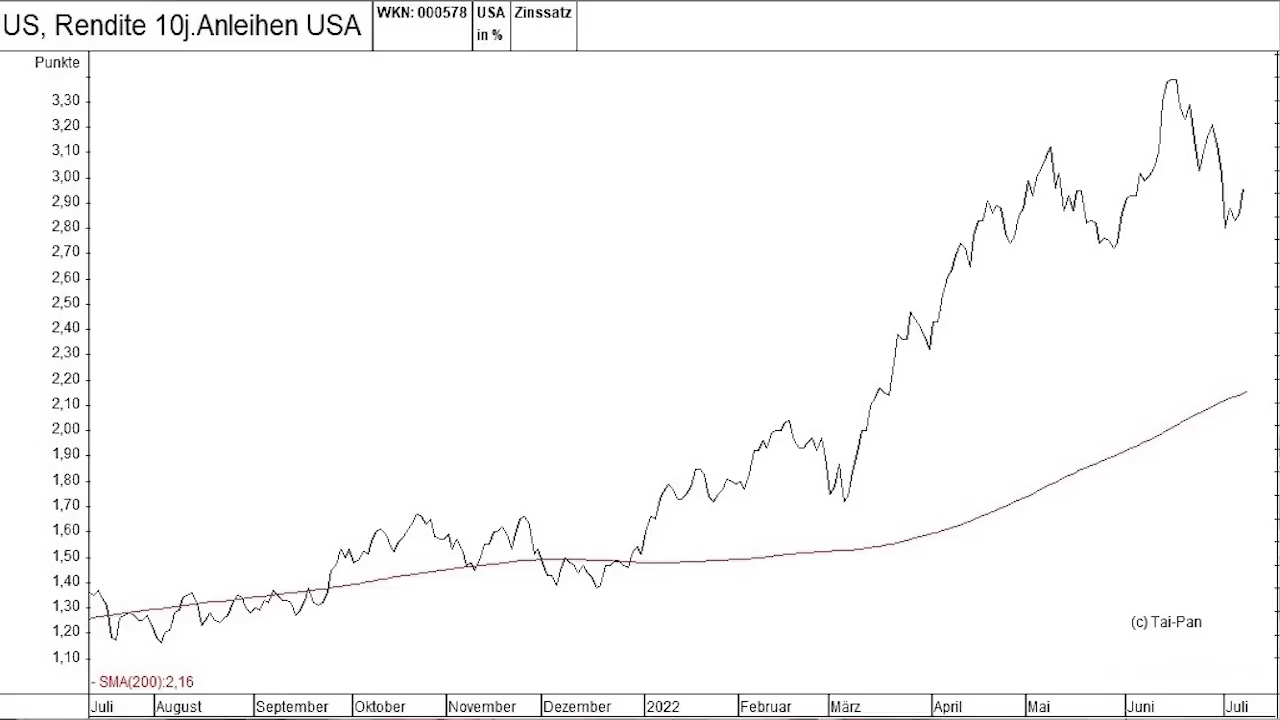 US, Rendite 10j.Anleihen USA
WKN: 000578
USA
in %
Zinssatz
Punkte
3,30
3,20
3,10
3,00
2,90
2,80
2,70
2,60
2,50
2,40
2,30
2,20
2,10
2,00
1,90
1,80
1,70
1,60
1,50
1,40
1,30
1,20
1,10
(c) Tai-Pan
- SMA(200):2,16
Juli August September Oktober November Dezember 2022 Februar März April Mai Juni Juli